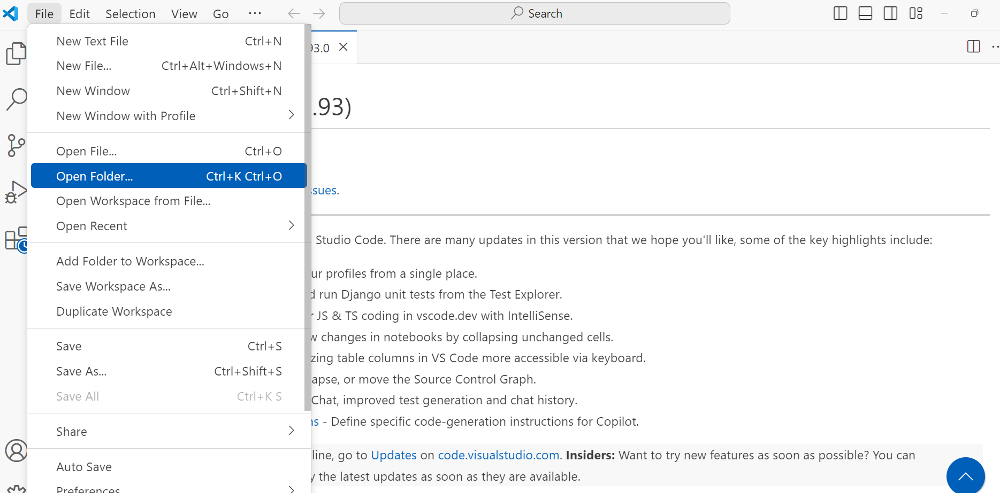 File Edit Selection View Go ··· Search
New Text File Ctrl+N
New File... Ctrl+Alt+Windows+N
New Window Ctrl+Shift+N
New Window with Profile
Open File... Ctrl+O
Open Folder... Ctrl+K Ctrl+O
Open Workspace from File...
Open Recent
Add Folder to Workspace...
Save Workspace As...
Duplicate Workspace
Save Ctrl+S
Save As... Ctrl+Shift+S
Save All Ctrl+K S
Share
Auto Save
Preferences
93.0
.93)
ssues.
Studio Code. There are many updates in this version that we hope you'll like, some of the key highlights include:
ur profiles from a single place.
d run Django unit tests from the Test Explorer.
r JS & TS coding in vscode.dev with IntelliSense.
w changes in notebooks by collapsing unchanged cells.
zing table columns in VS Code more accessible via keyboard.
apse, or move the Source Control Graph.
Chat, improved test generation and chat history.
ns - Define specific code-generation instructions for Copilot.
line, go to Updates on code.visualstudio.com. Insiders: Want to try new features as soon as possible? You can
y the latest updates as soon as they are available.